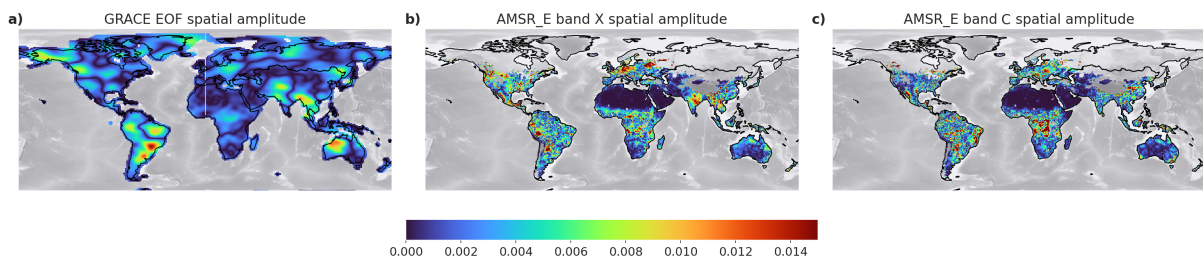 a) GRACE EOF spatial amplitude
b) AMSR_E band X spatial amplitude
c) AMSR_E band C spatial amplitude
0.000 0.002 0.004 0.006 0.008 0.010 0.012 0.014